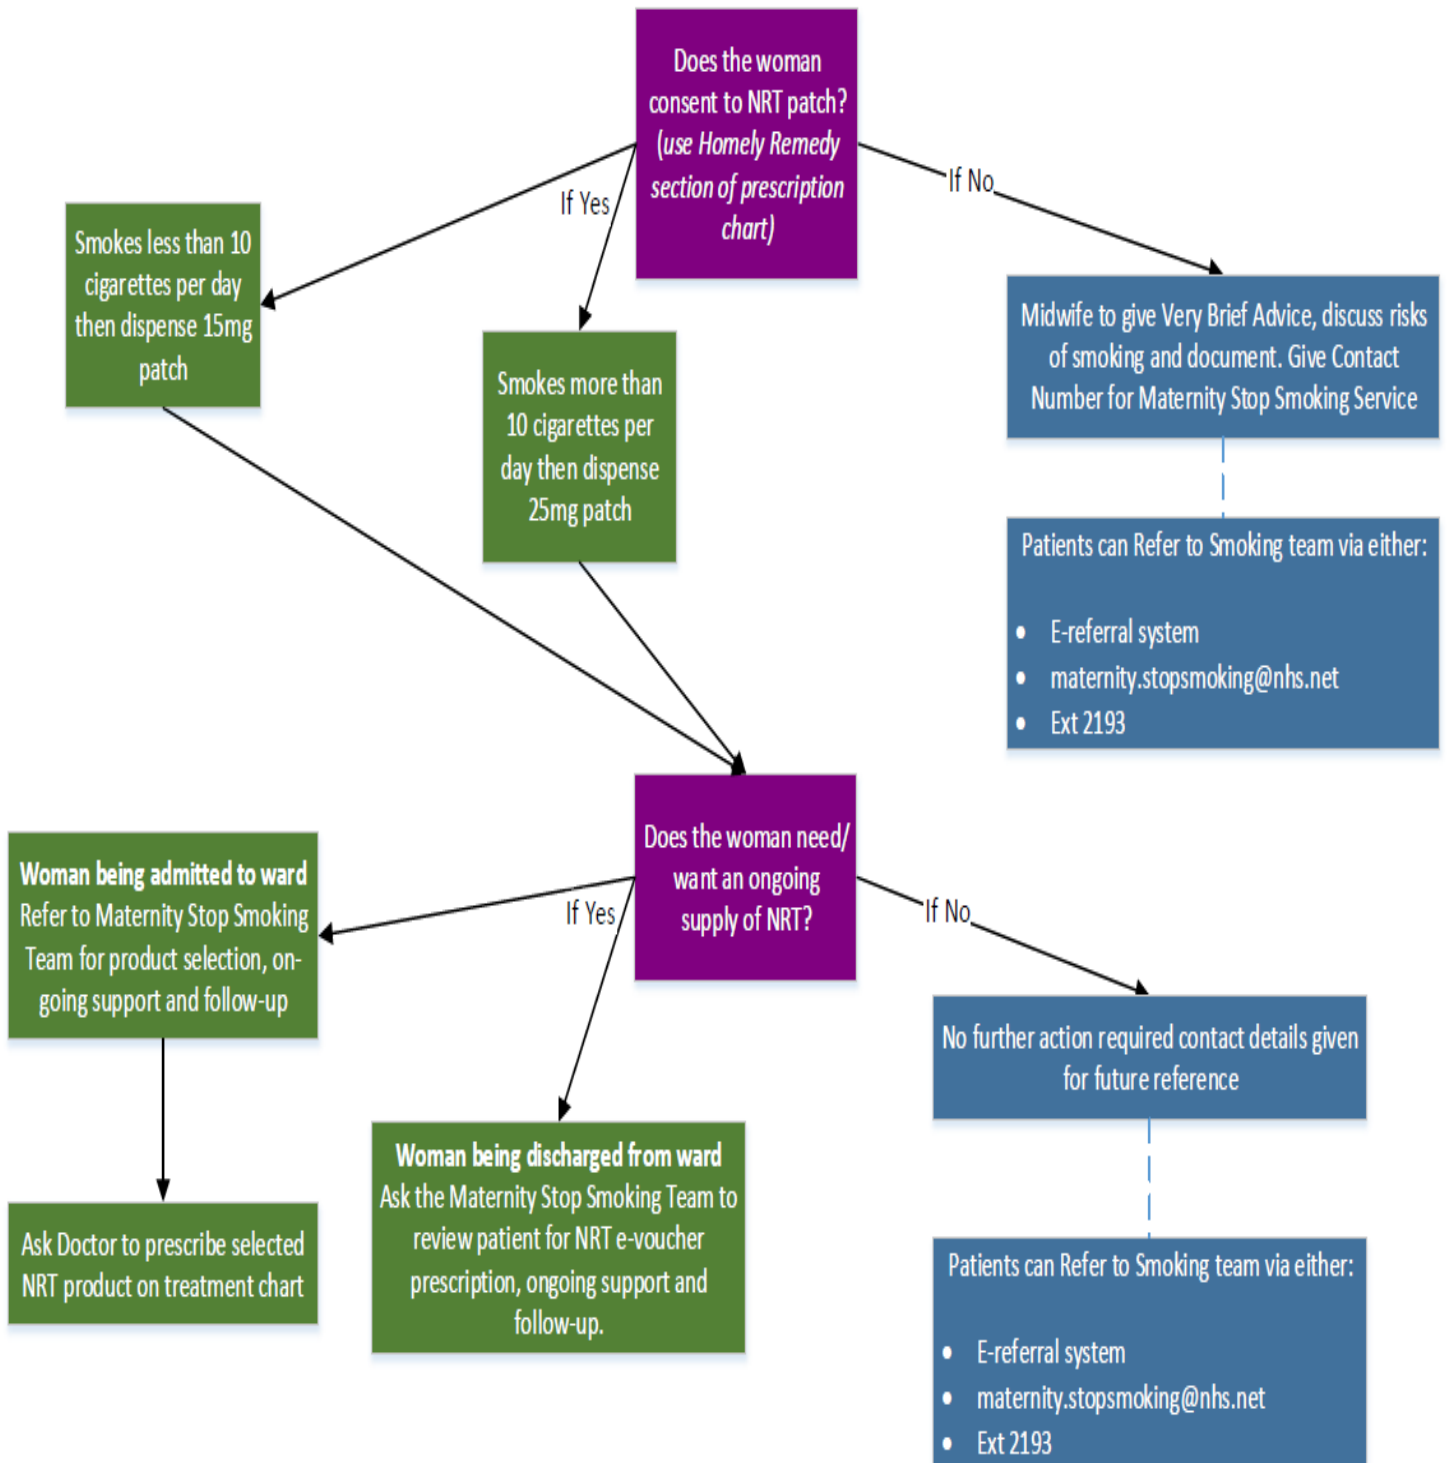 Does the woman
consent to NRT patch?
(use Homely Remedy
section of prescription
chart)
If Yes
If No
Smokes less than 10
cigarettes per day
then dispense 15mg
patch
Smokes more than
10 cigarettes per
day then dispense
25mg patch
Midwife to give Very Brief Advice, discuss risks
of smoking and document. Give Contact
Number for Maternity Stop Smoking Service
Patients can Refer to Smoking team via either:
• E-referral system
• maternity.stopsmoking@nhs.net
• Ext 2193
Does the woman need/
want an ongoing
supply of NRT?
If Yes
If No
Woman being admitted to ward
Refer to Maternity Stop Smoking
Team for product selection, on-
going support and follow-up
Ask Doctor to prescribe selected
NRT product on treatment chart
Woman being discharged from ward
Ask the Maternity Stop Smoking Team to
review patient for NRT e-voucher
prescription, ongoing support and
follow-up.
No further action required contact details given
for future reference
Patients can Refer to Smoking team via either:
• E-referral system
• maternity.stopsmoking@nhs.net
• Ext 2193